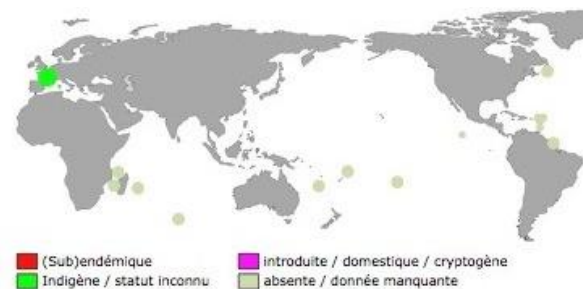 (Sub)endémique
introduite / domestique / cryptogène
Indigène / statut inconnu
absente / donnée manquante